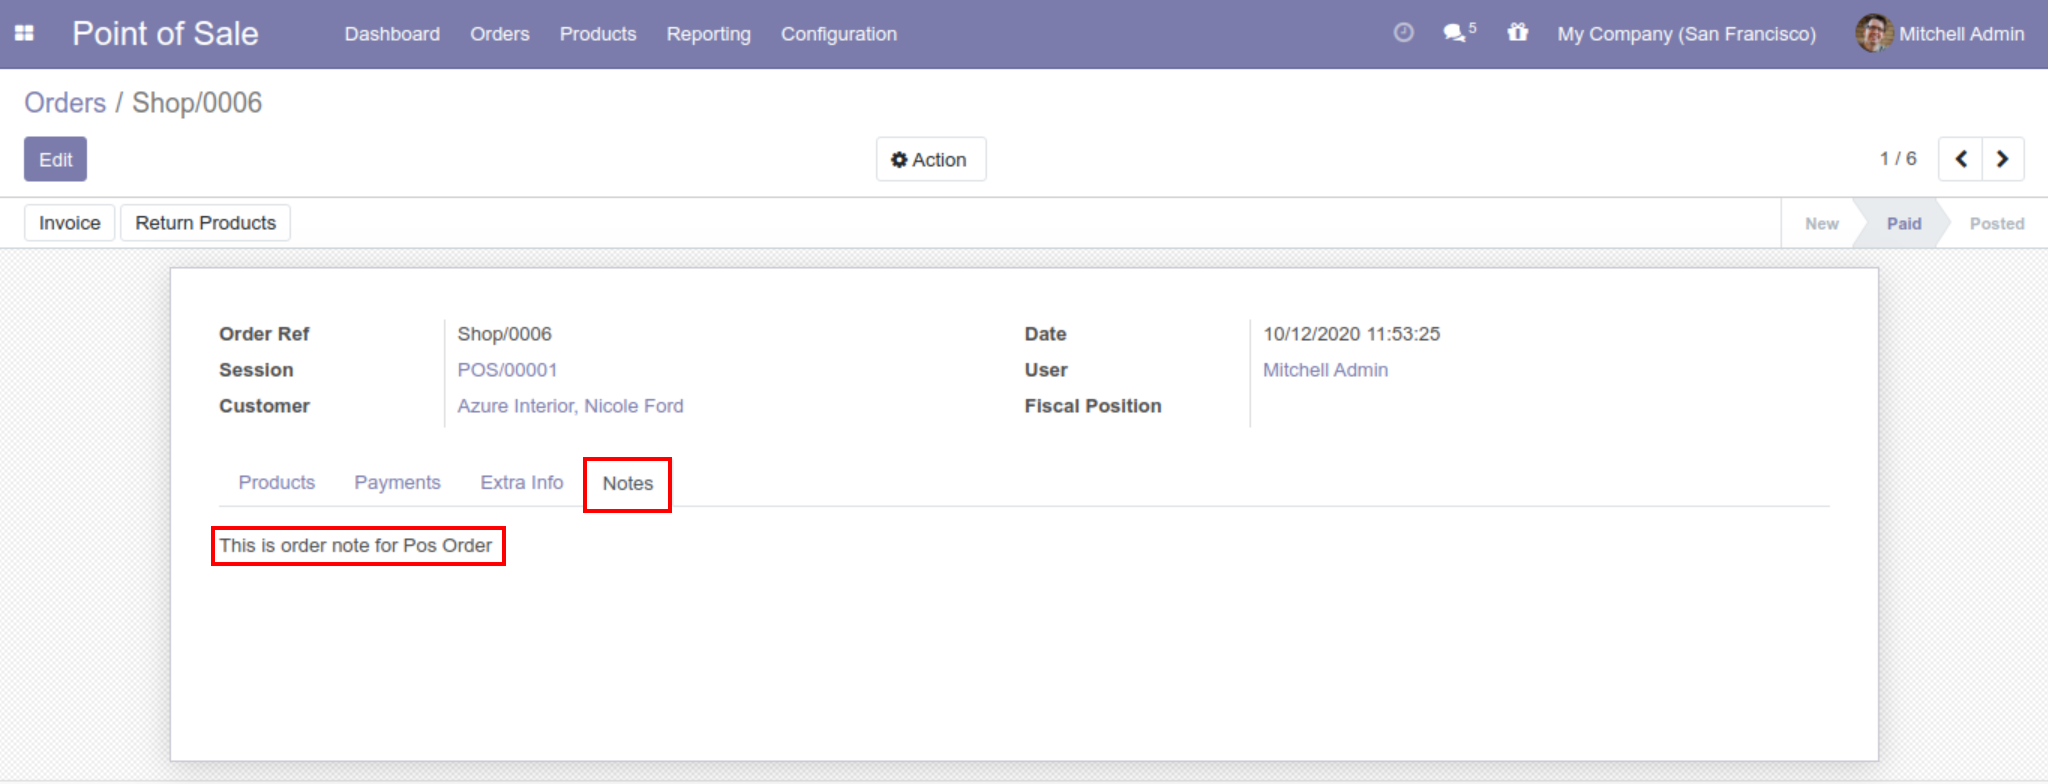 Point of Sale Dashboard Orders Products Reporting Configuration 5 My Company (San Francisco) Mitchell Admin
Orders / Shop/0006
Edit Action 1 / 6
Invoice Return Products New Paid Posted
Order Ref Shop/0006 Date 10/12/2020 11:53:25
Session POS/00001 User Mitchell Admin
Customer Azure Interior, Nicole Ford Fiscal Position
Products Payments Extra Info Notes
This is order note for Pos Order